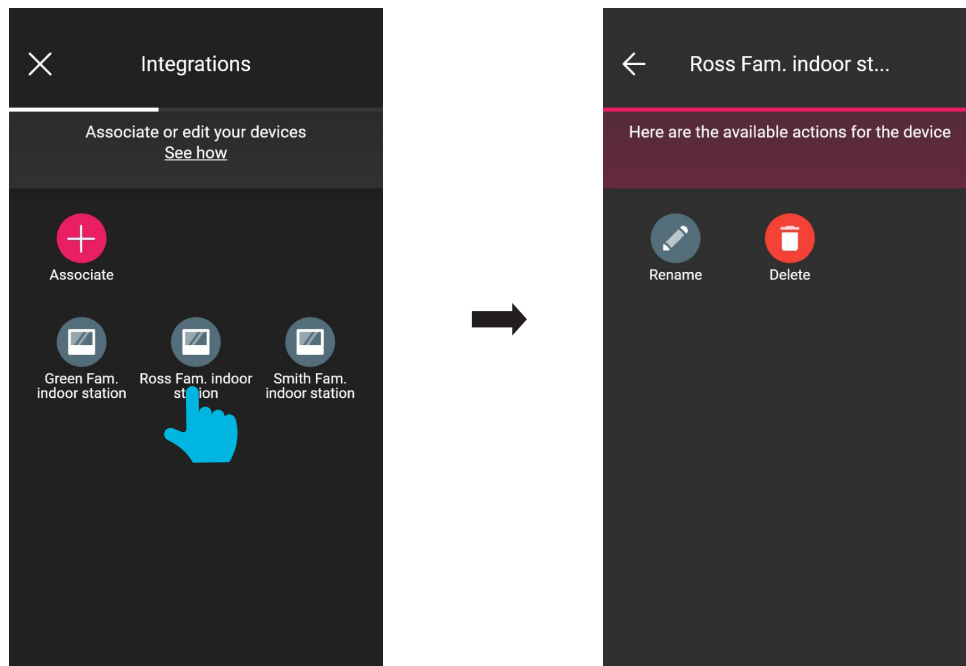 Integrations
Associate or edit your devices
See how
Associate
Green Fam.
indoor station
Ross Fam. indoor
station
Smith Fam.
indoor station
Ross Fam. indoor st...
Here are the available actions for the device
Rename
Delete